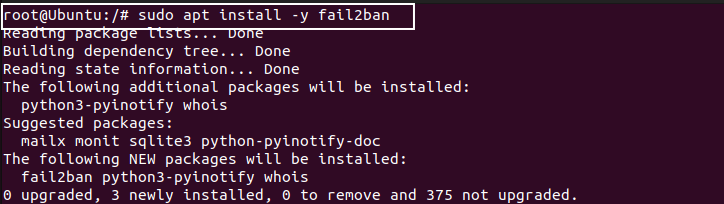 root@Ubuntu:/# sudo apt install -y fail2ban
Reading package lists... Done
Building dependency tree... Done
Reading state information... Done
The following additional packages will be installed:
  python3-pyinotify whois
Suggested packages:
  mailx monit sqlite3 python-pyinotify-doc
The following NEW packages will be installed:
  fail2ban python3-pyinotify whois
0 upgraded, 3 newly installed, 0 to remove and 375 not upgraded.